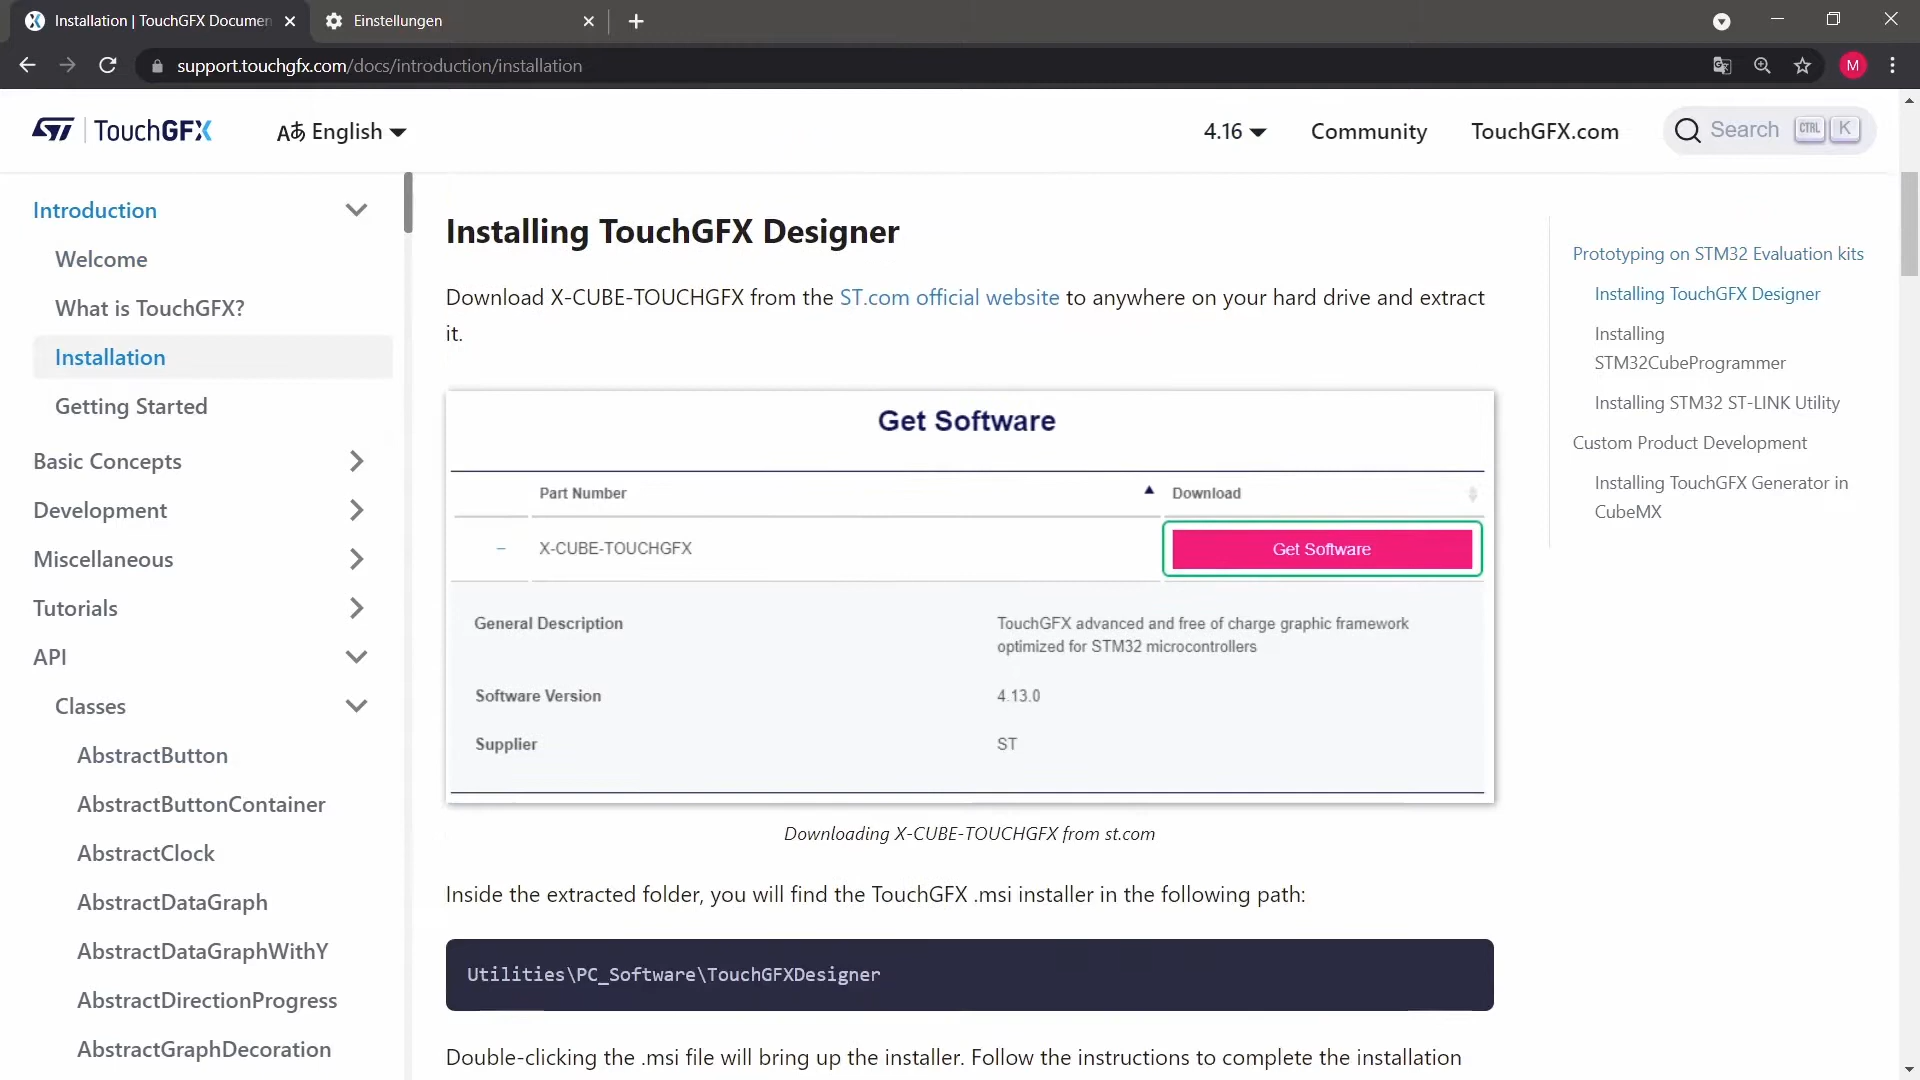 Installation | TouchGFX Documen
Einstellungen
support.touchgfx.com/docs/introduction/installation
M
TouchGFX
Aあ English
4.16
Community
TouchGFX.com
Search
CTRL
K
Introduction
Welcome
What is TouchGFX?
Installation
Getting Started
Basic Concepts
Development
Miscellaneous
Tutorials
API
Classes
AbstractButton
AbstractButtonContainer
AbstractClock
AbstractDataGraph
AbstractDataGraphWithY
AbstractDirectionProgress
AbstractGraphDecoration
Installing TouchGFX Designer
Download X-CUBE-TOUCHGFX from the ST.com official website to anywhere on your hard drive and extract
it.
Get Software
Part Number
Download
X-CUBE-TOUCHGFX
Get Software
General Description
TouchGFX advanced and free of charge graphic framework
optimized for STM32 microcontrollers
Software Version
4.13.0
Supplier
ST
Downloading X-CUBE-TOUCHGFX from st.com
Inside the extracted folder, you will find the TouchGFX .msi installer in the following path:
Utilities\PC_Software\TouchGFXDesigner
Double-clicking the .msi file will bring up the installer. Follow the instructions to complete the installation
Prototyping on STM32 Evaluation kits
Installing TouchGFX Designer
Installing
STM32CubeProgrammer
Installing STM32 ST-LINK Utility
Custom Product Development
Installing TouchGFX Generator in
CubeMX